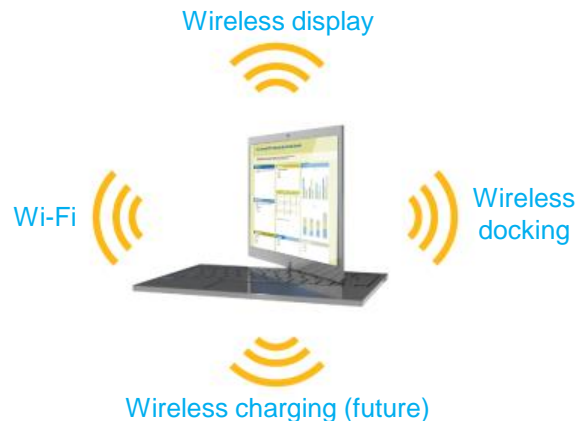 Wireless display
Wi-Fi
Wireless
docking
Wireless charging (future)